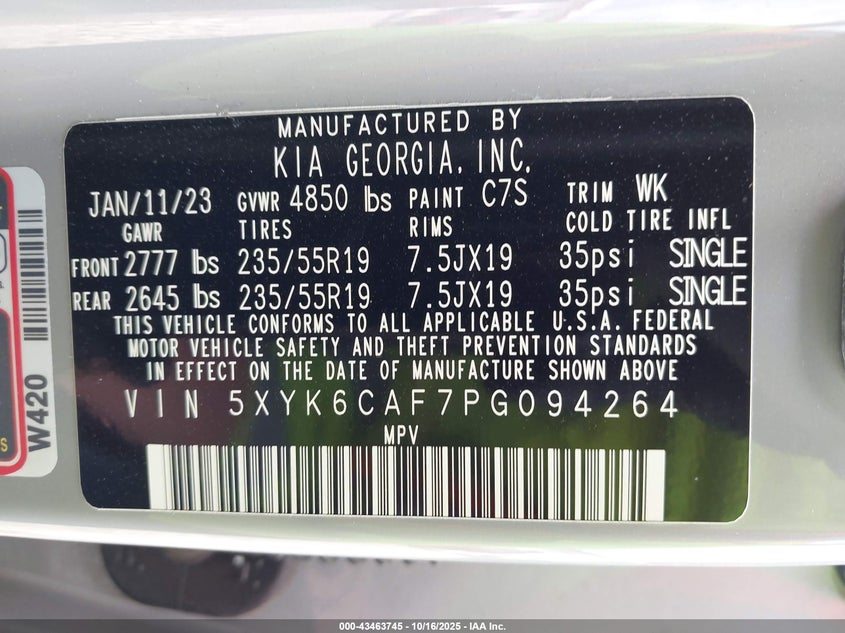 MANUFACTURED BY
KIA GEORGIA, INC.
JAN/11/23 GVWR 4850 lbs PAINT C7S TRIM WK
GAWR TIRES RIMS COLD TIRE INFL
FRONT 2777 lbs 235/55R19 7.5JX19 35psi SINGLE
REAR 2645 lbs 235/55R19 7.5JX19 35psi SINGLE
THIS VEHICLE CONFORMS TO ALL APPLICABLE U.S.A. FEDERAL
MOTOR VEHICLE SAFETY AND THEFT PREVENTION STANDARDS
IN EFFECT ON THE DATE OF MANUFACTURE SHOWN ABOVE
VIN 5XYK6CAF7PG094264
MPV
W420
000-43463745 - 10/16/2025 - IAA Inc.